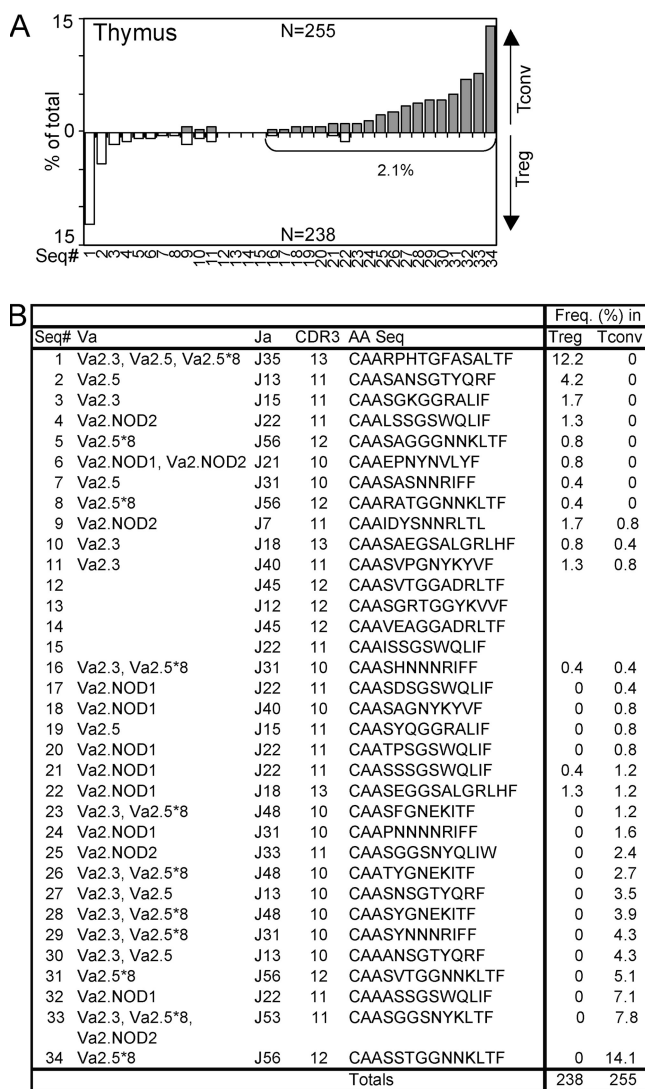 A
Thymus
N=255
15
0
15
% of total
Tconv
Treg
2.1%
N=238
Seq# 1 2 3 4 5 6 7 8 9 10 11 12 13 14 15 16 17 18 19 20 21 22 23 24 25 26 27 28 29 30 31 32 33 34
B
Freq. (%) in
Seq# Va Ja CDR3 AA Seq Treg Tconv
1 Va2.3, Va2.5, Va2.5*8 J35 13 CAARPHTGFASALTF 12.2 0
2 Va2.5 J13 11 CAASANSGTYQRF 4.2 0
3 Va2.3 J15 11 CAASGKGGRALIF 1.7 0
4 Va2.NOD2 J22 11 CAALSSGSWQLIF 1.3 0
5 Va2.5*8 J56 12 CAASAGGGNNKLTF 0.8 0
6 Va2.NOD1, Va2.NOD2 J21 10 CAAEPNYNVLYF 0.8 0
7 Va2.5 J31 10 CAASASNNRIFF 0.4 0
8 Va2.5*8 J56 12 CAARATGGNNKLTF 0.4 0
9 Va2.NOD2 J7 11 CAAIDYSNNRLTL 1.7 0.8
10 Va2.3 J18 13 CAASAEGSALGRLHF 0.8 0.4
11 Va2.3 J40 11 CAASVPGNYKYVF 1.3 0.8
12 J45 12 CAASVTGGADRLTF
13 J12 12 CAASGRTGGYKVVF
14 J45 12 CAAVEAGGADRLTF
15 J22 11 CAAISSGSWQLIF
16 Va2.3, Va2.5*8 J31 10 CAASHNNNRIFF 0.4 0.4
17 Va2.NOD1 J22 11 CAASDSGSWQLIF 0 0.4
18 Va2.NOD1 J40 10 CAASAGNYKYVF 0 0.8
19 Va2.5 J15 11 CAASYQGGRALIF 0 0.8
20 Va2.NOD1 J22 11 CAATPSGSWQLIF 0 0.8
21 Va2.NOD1 J22 11 CAASSSGSWQLIF 0.4 1.2
22 Va2.NOD1 J18 13 CAASEGGSALGRLHF 1.3 1.2
23 Va2.3, Va2.5*8 J48 10 CAASFGNEKITF 0 1.2
24 Va2.NOD1 J31 10 CAAPNNNNRIFF 0 1.6
25 Va2.NOD2 J33 11 CAASGGSNYQLIW 0 2.4
26 Va2.3, Va2.5*8 J48 10 CAATYGNEKITF 0 2.7
27 Va2.3, Va2.5 J13 10 CAASNSGTYQRF 0 3.5
28 Va2.3, Va2.5*8 J48 10 CAASYGNEKITF 0 3.9
29 Va2.3, Va2.5*8 J31 10 CAASYNNNRIFF 0 4.3
30 Va2.3, Va2.5 J13 10 CAAANSGTYQRF 0 4.3
31 Va2.5*8 J56 12 CAASVTGGNNKLTF 0 5.1
32 Va2.NOD1 J22 11 CAAASSGSWQLIF 0 7.1
33 Va2.3, Va2.5*8, J53 11 CAASGGSNYKLTF 0 7.8
Va2.NOD2
34 Va2.5*8 J56 12 CAASSTGGNNKLTF 0 14.1
Totals 238 255